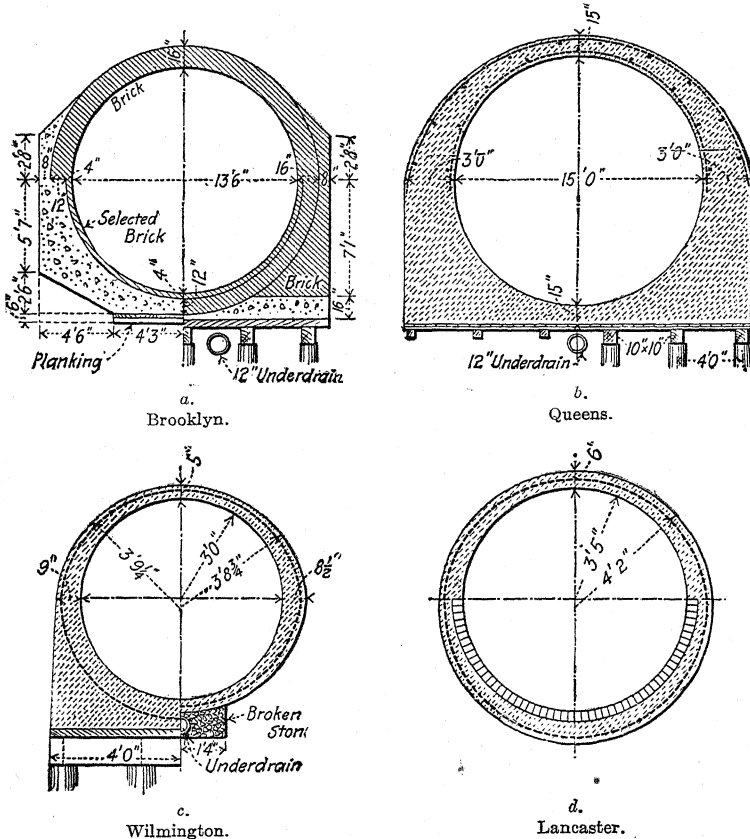 16"
Brick
2'8"
4"
13'6"
16"
8"
2'8"
12"
Selected
Brick
5'7"
7'1"
4"
12"
Brick
2'6"
6"
16"
4'6"
4'3"
Planking
12" Underdrain
a.
Brooklyn.
15"
3'0"
15'0"
3'0"
15"
12" Underdrain
10"x10"
4'0"
b.
Queens.
5"
9"
3'9¼"
3'0"
3'8¾"
8½"
Broken
Ston
1'4"
4'0"
Underdrain
c.
Wilmington.
6"
3'5"
4'2"
d.
Lancaster.